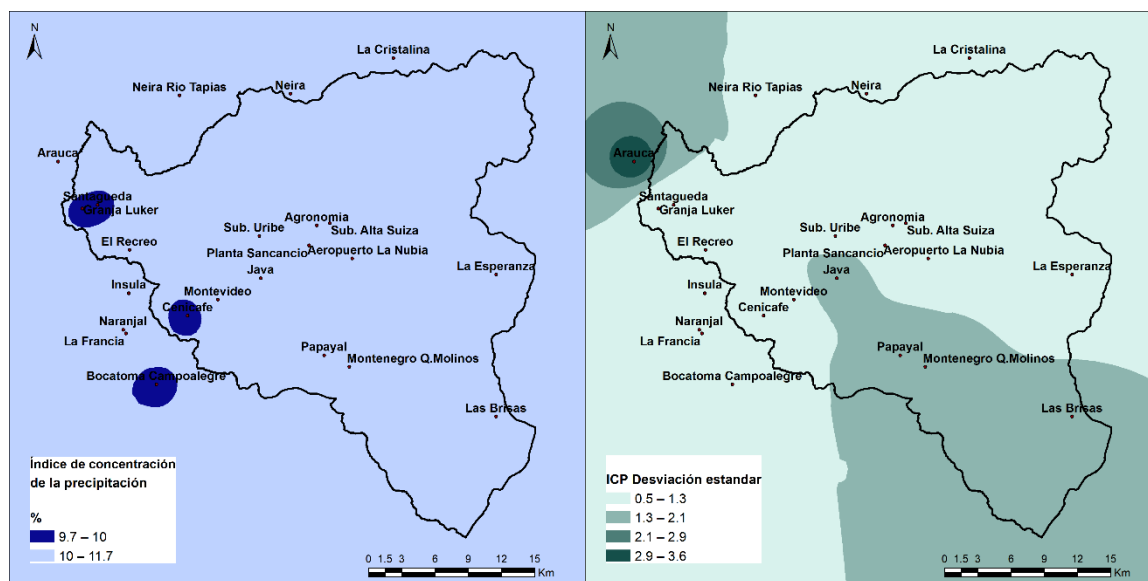 N
La Cristalina
Neira Rio Tapias
Neira
Arauca
Santagueda
Granja Luker
Agronomia
Sub. Uribe
Sub. Alta Suiza
El Recreo
Planta Sancancio
Aeropuerto La Nubia
Java
La Esperanza
Insula
Montevideo
Cenicafe
Naranjal
La Francia
Papayal
Montenegro Q.Molinos
Bocatoma Campoalegre
Las Brisas
Índice de concentración
de la precipitación
%
9.7 – 10
10 – 11.7
0 1.5 3 6 9 12 15
Km
N
La Cristalina
Neira Rio Tapias
Neira
Arauca
Santagueda
Granja Luker
Agronomia
Sub. Uribe
Sub. Alta Suiza
El Recreo
Planta Sancancio
Aeropuerto La Nubia
Java
La Esperanza
Insula
Montevideo
Cenicafe
Naranjal
La Francia
Papayal
Montenegro Q.Molinos
Bocatoma Campoalegre
Las Brisas
ICP Desviación estandar
0.5 – 1.3
1.3 – 2.1
2.1 – 2.9
2.9 – 3.6
0 1.5 3 6 9 12 15
Km